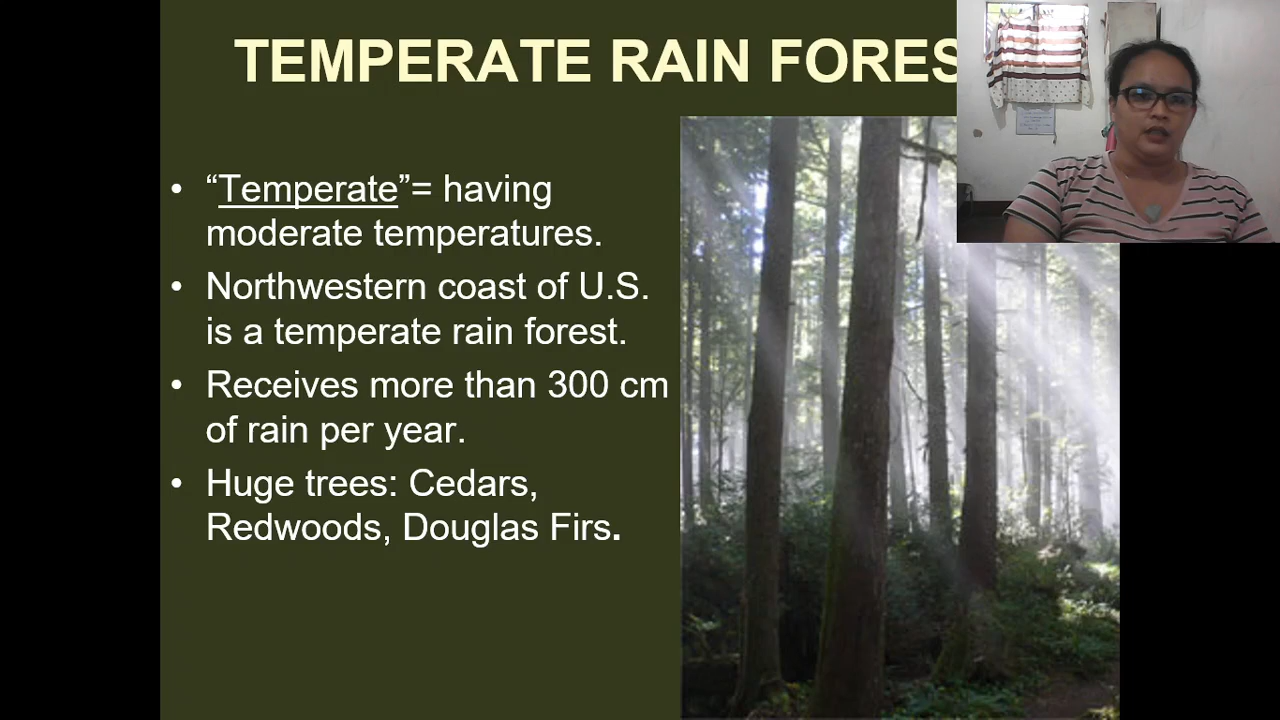 TEMPERATE RAIN FORES
• “Temperate”= having
moderate temperatures.
• Northwestern coast of U.S.
is a temperate rain forest.
• Receives more than 300 cm
of rain per year.
• Huge trees: Cedars,
Redwoods, Douglas Firs.